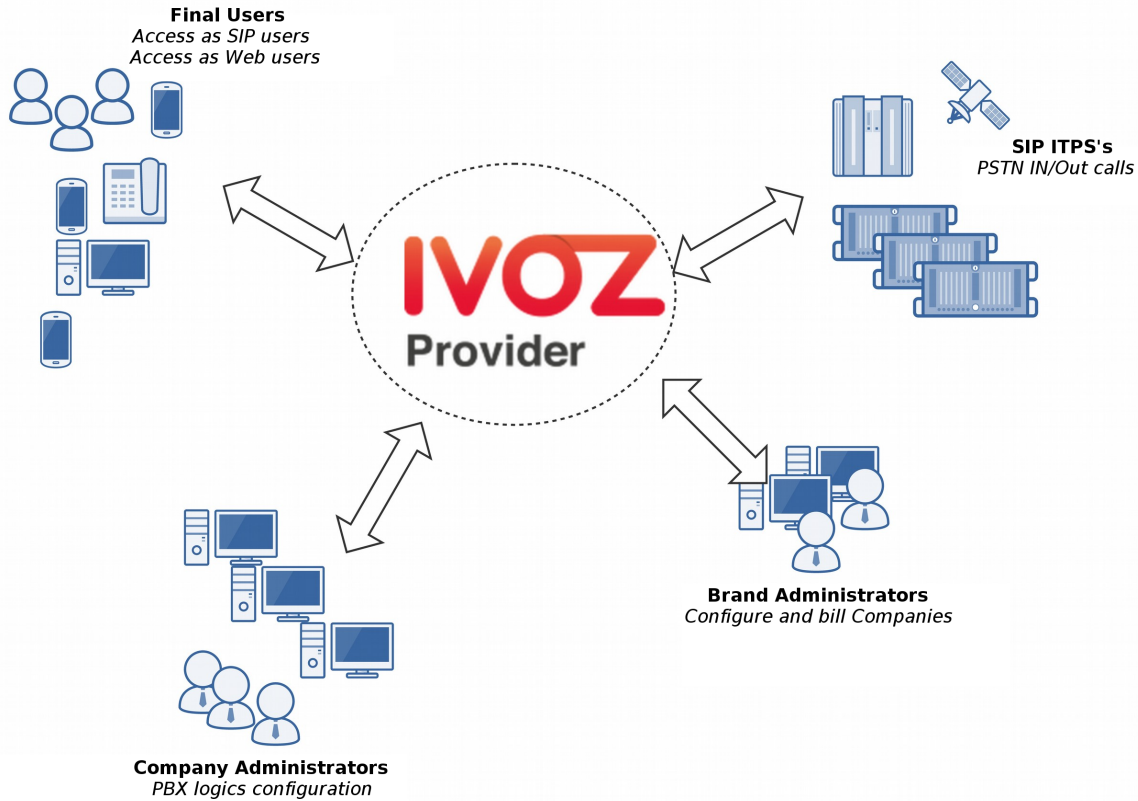 Final Users
Access as SIP users
Access as Web users
SIP ITPS's
PSTN IN/Out calls
IVOZ
Provider
Brand Administrators
Configure and bill Companies
Company Administrators
PBX logics configuration